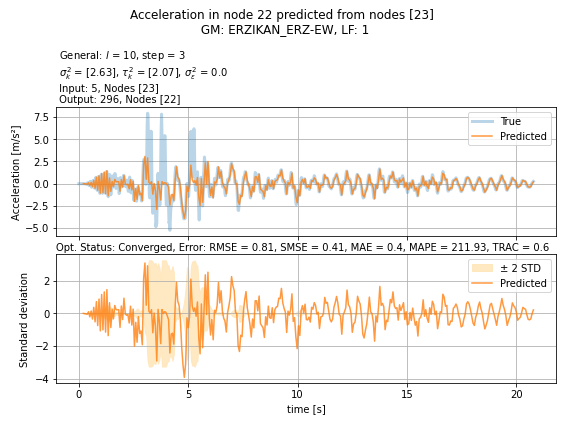 Acceleration in node 22 predicted from nodes [23]
GM: ERZIKAN_ERZ-EW, LF: 1
General: l = 10, step = 3
σ_k^2 = [2.63], τ_k^2 = [2.07], σ_ε^2 = 0.0
Input: 5, Nodes [23]
Output: 296, Nodes [22]
Acceleration [m/s²]
7.5
5.0
2.5
0.0
−2.5
−5.0
True
Predicted
Opt. Status: Converged, Error: RMSE = 0.81, SMSE = 0.41, MAE = 0.4, MAPE = 211.93, TRAC = 0.6
Standard deviation
2
0
−2
−4
± 2 STD
Predicted
0 5 10 15 20
time [s]